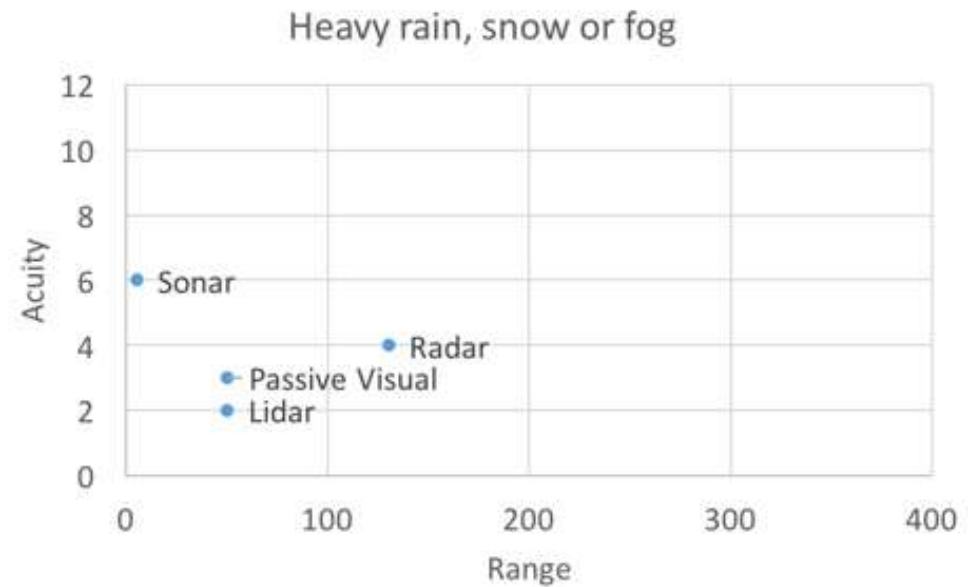 Heavy rain, snow or fog
12
10
8
6
4
2
0
Acuity
Sonar
Radar
Passive Visual
Lidar
0 100 200 300 400
Range